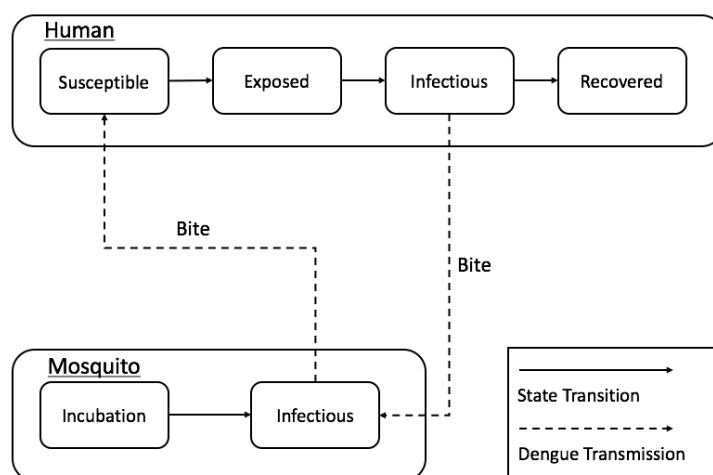 Human
Susceptible
Exposed
Infectious
Recovered
Bite
Bite
Mosquito
Incubation
Infectious
State Transition
Dengue Transmission